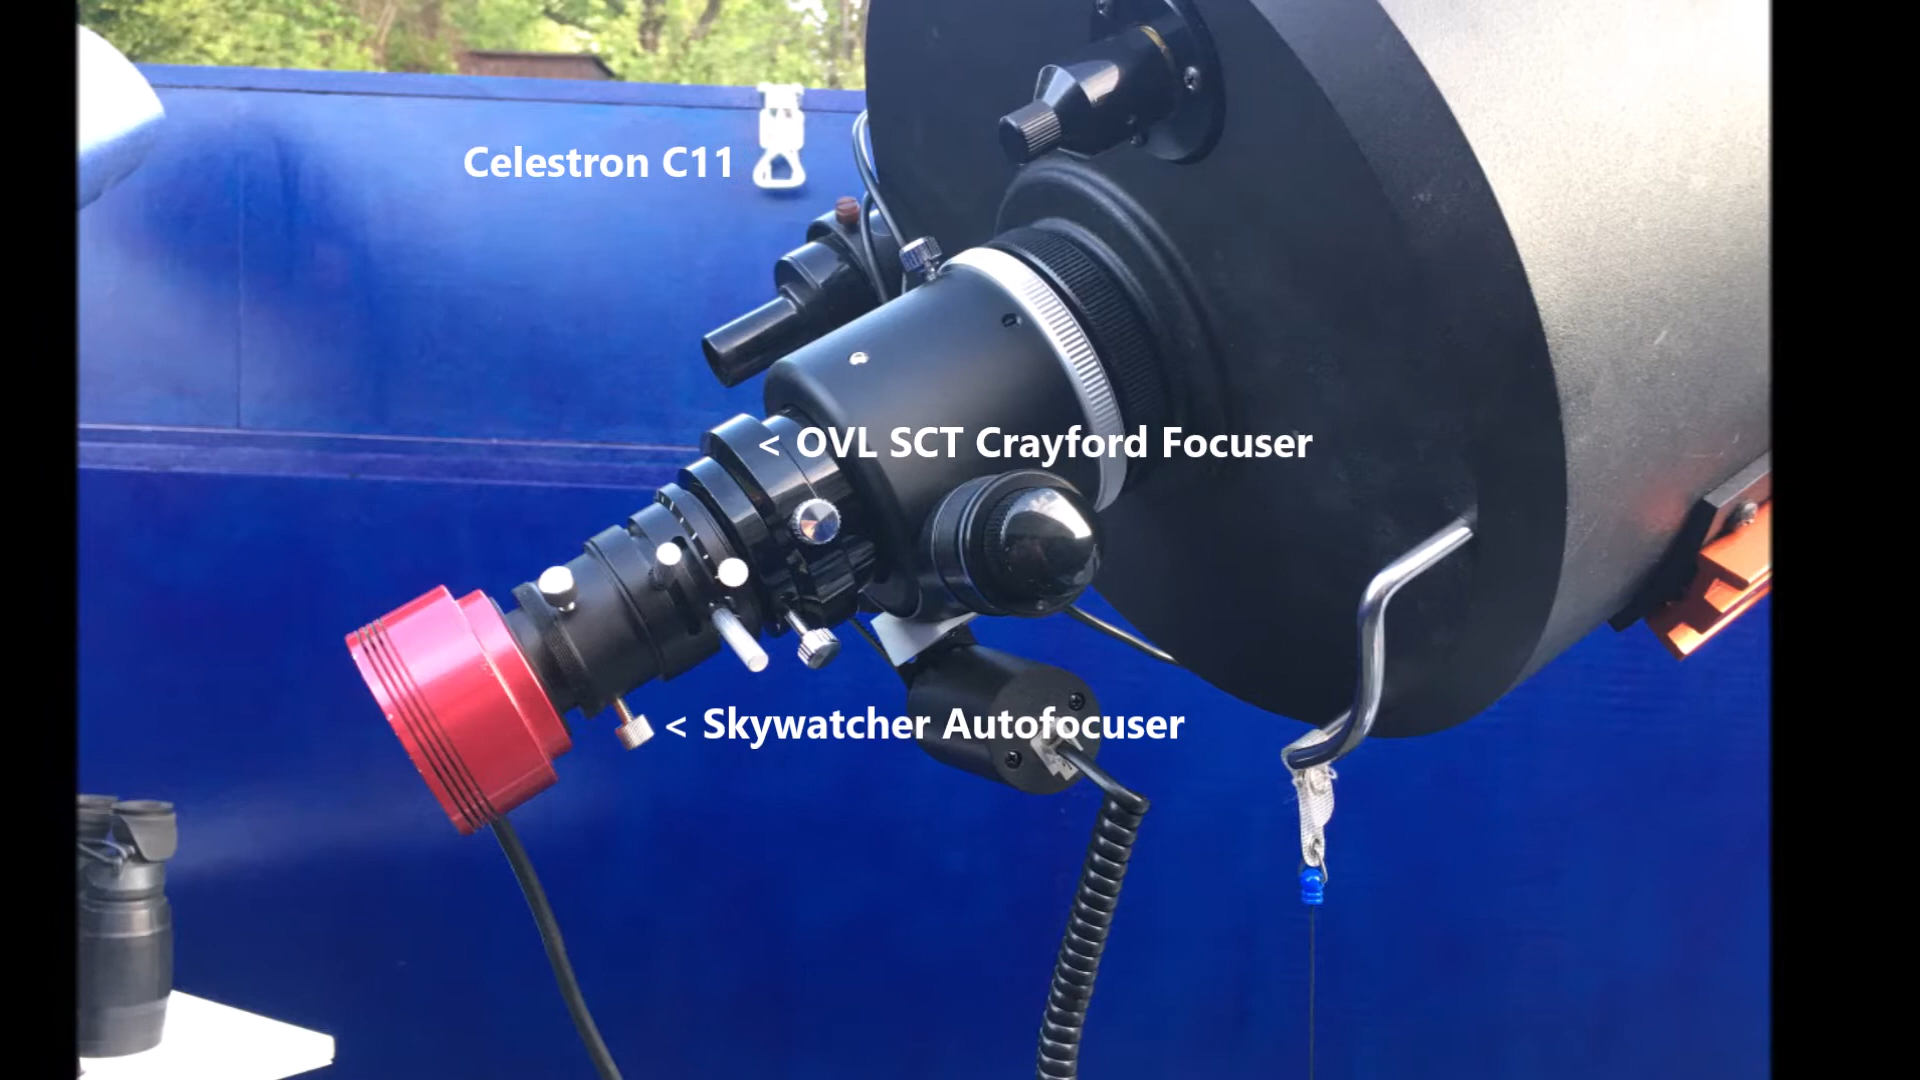 Celestron C11
< OVL SCT Crayford Focuser
< Skywatcher Autofocuser